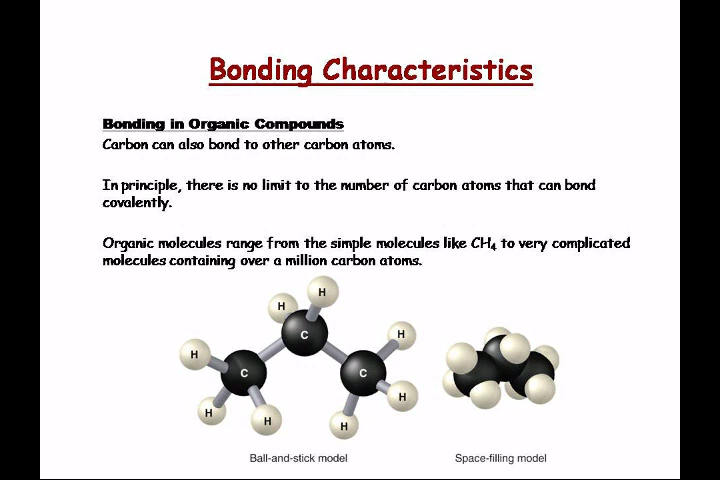 Bonding Characteristics
Bonding in Organic Compounds
Carbon can also bond to other carbon atoms.
In principle, there is no limit to the number of carbon atoms that can bond
covalently.
Organic molecules range from the simple molecules like CH₄ to very complicated
molecules containing over a million carbon atoms.
H
H
C
H
H
C
C
H
H
H
H
Ball-and-stick model
Space-filling model